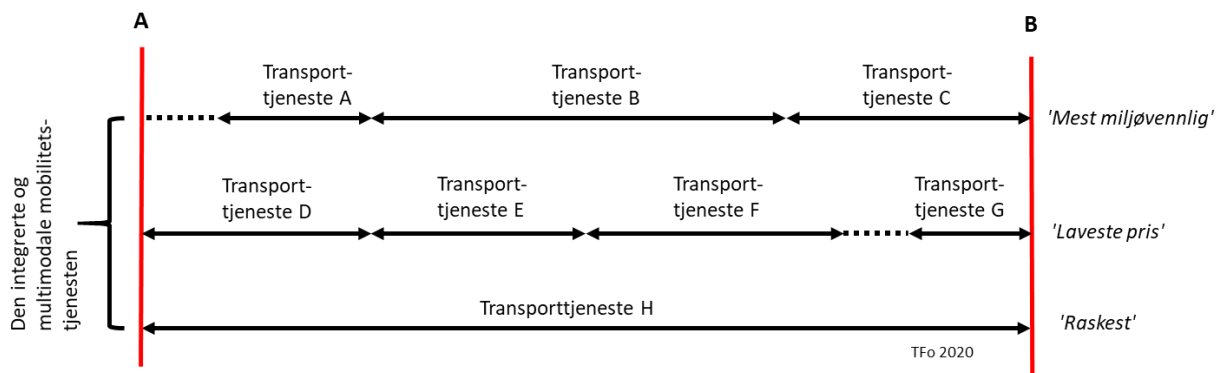 A
B
Transport-
tjeneste A
Transport-
tjeneste B
Transport-
tjeneste C
'Mest miljøvennlig'
Den integrerte og
multimodale mobilitets-
tjenesten
Transport-
tjeneste D
Transport-
tjeneste E
Transport-
tjeneste F
Transport-
tjeneste G
'Laveste pris'
Transporttjeneste H
'Raskest'
TFo 2020